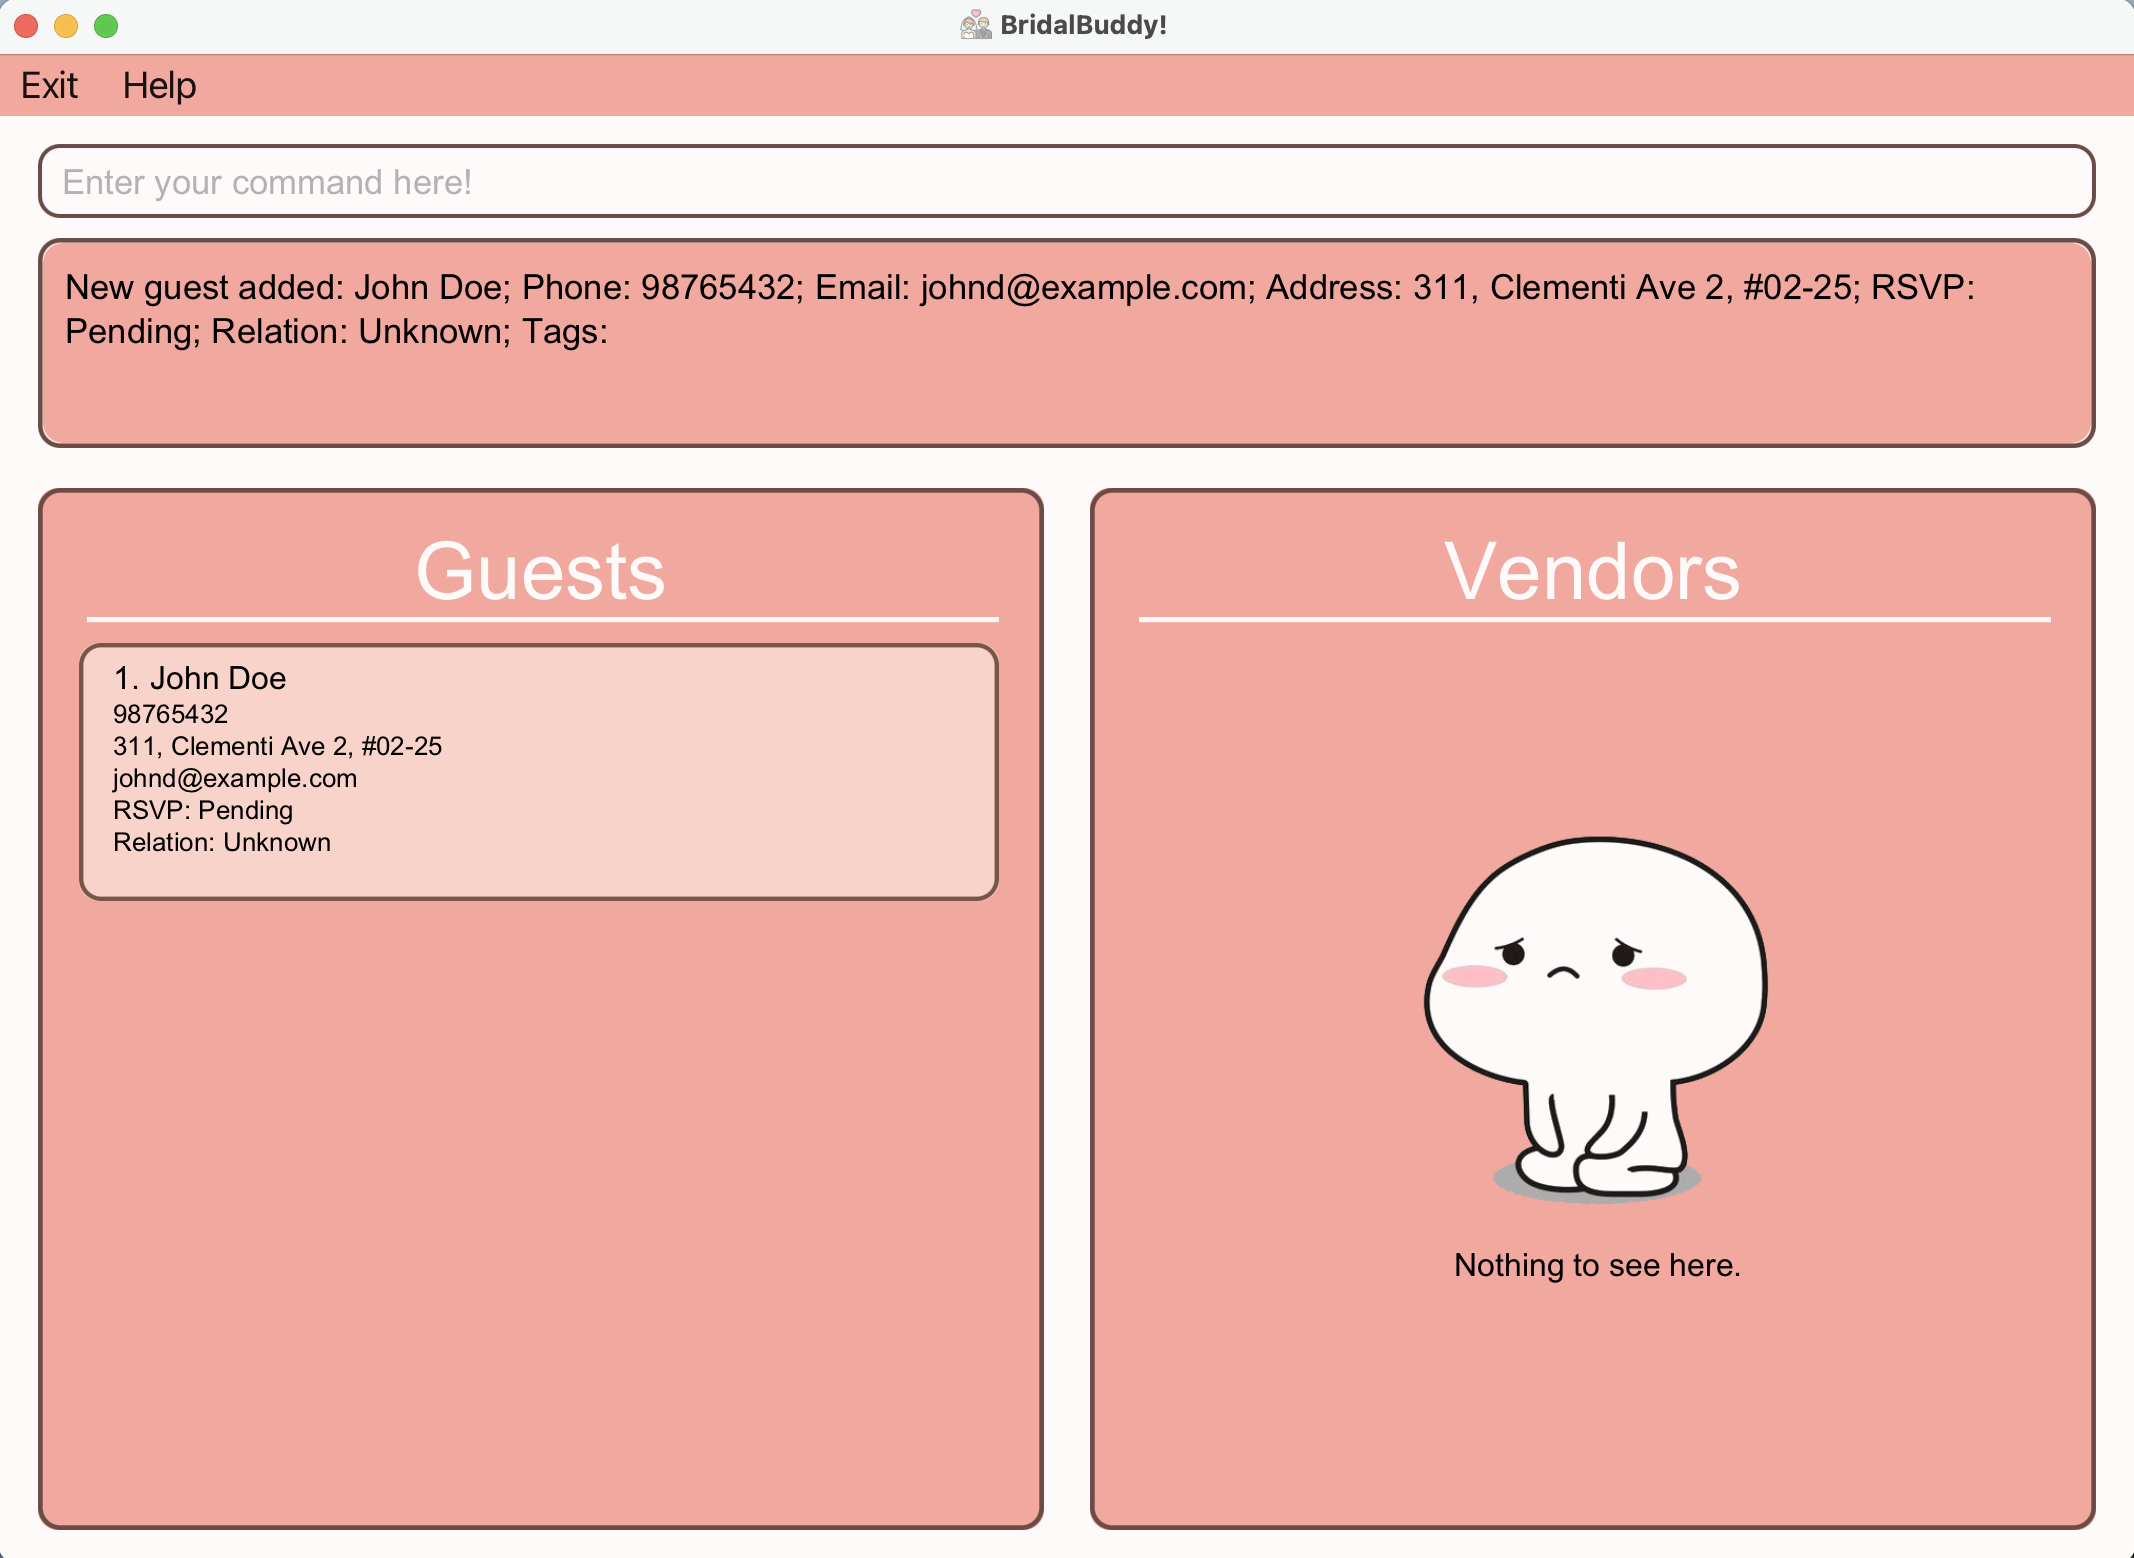 BridalBuddy!
Exit Help
Enter your command here!
New guest added: John Doe; Phone: 98765432; Email: johnd@example.com; Address: 311, Clementi Ave 2, #02-25; RSVP:
Pending; Relation: Unknown; Tags:
Guests
1. John Doe
98765432
311, Clementi Ave 2, #02-25
johnd@example.com
RSVP: Pending
Relation: Unknown
Vendors
Nothing to see here.